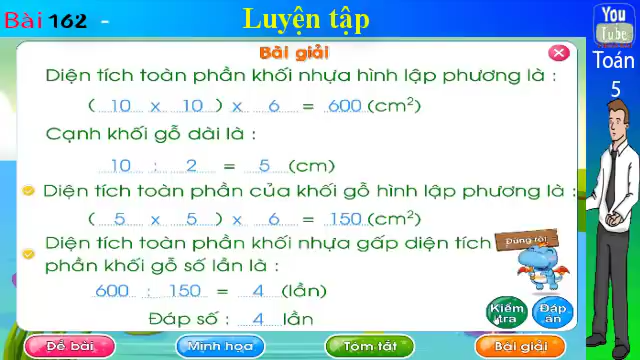 Bài 162 -
Luyện tập
You
Tube
Toán
5
Bài giải
Diện tích toàn phần khối nhựa hình lập phương là :
( 10 x 10 ) x 6 = 600 (cm²)
Cạnh khối gỗ dài là :
10 : 2 = 5 (cm)
Diện tích toàn phần của khối gỗ hình lập phương là :
( 5 x 5 ) x 6 = 150 (cm²)
Diện tích toàn phần khối nhựa gấp diện tích
phần khối gỗ số lần là :
600 : 150 = 4 (lần)
Đáp số : 4 lần
Đúng rồi
Kiểm tra
Đáp án
Đề bài
Minh họa
Tóm tắt
Bài giải